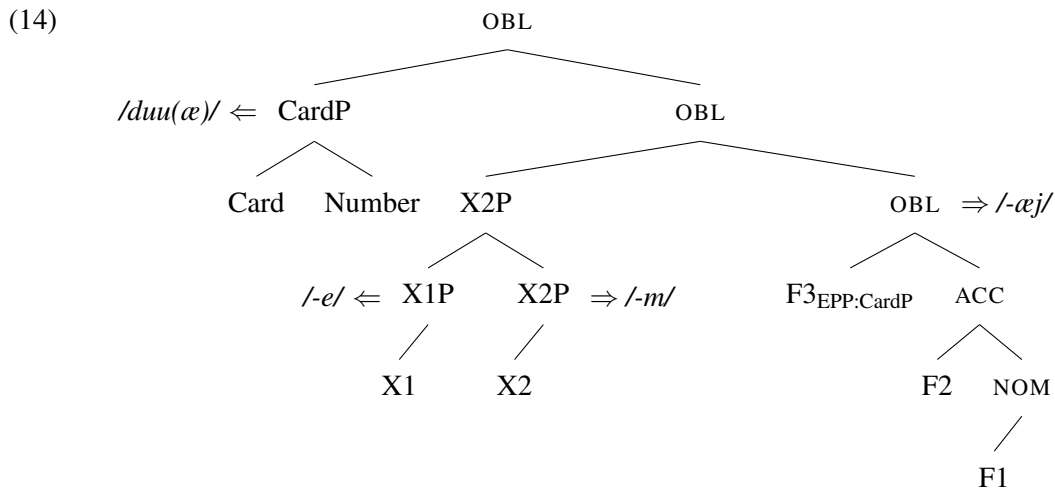 (14) OBL
/duu(æ)/ ⇐ CardP OBL
Card Number X2P OBL ⇒ /-æj/
/-e/ ⇐ X1P X2P ⇒ /-m/ F3EPP:CardP ACC
X1 X2 F2 NOM
F1